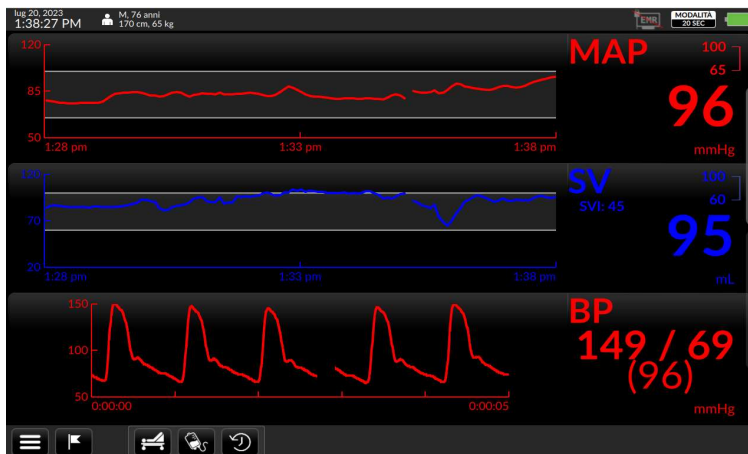 lug 20, 2023
1:38:27 PM
M, 76 anni
170 cm, 65 kg
EMR
MODALITÀ
20 SEC
120
85
50
1:28 pm
1:33 pm
1:38 pm
MAP
100
65
96
mmHg
120
70
20
1:28 pm
1:33 pm
1:38 pm
SV
SVI: 45
100
60
95
mL
150
100
50
0:00:00
0:00:05
BP
149 / 69
(96)
mmHg